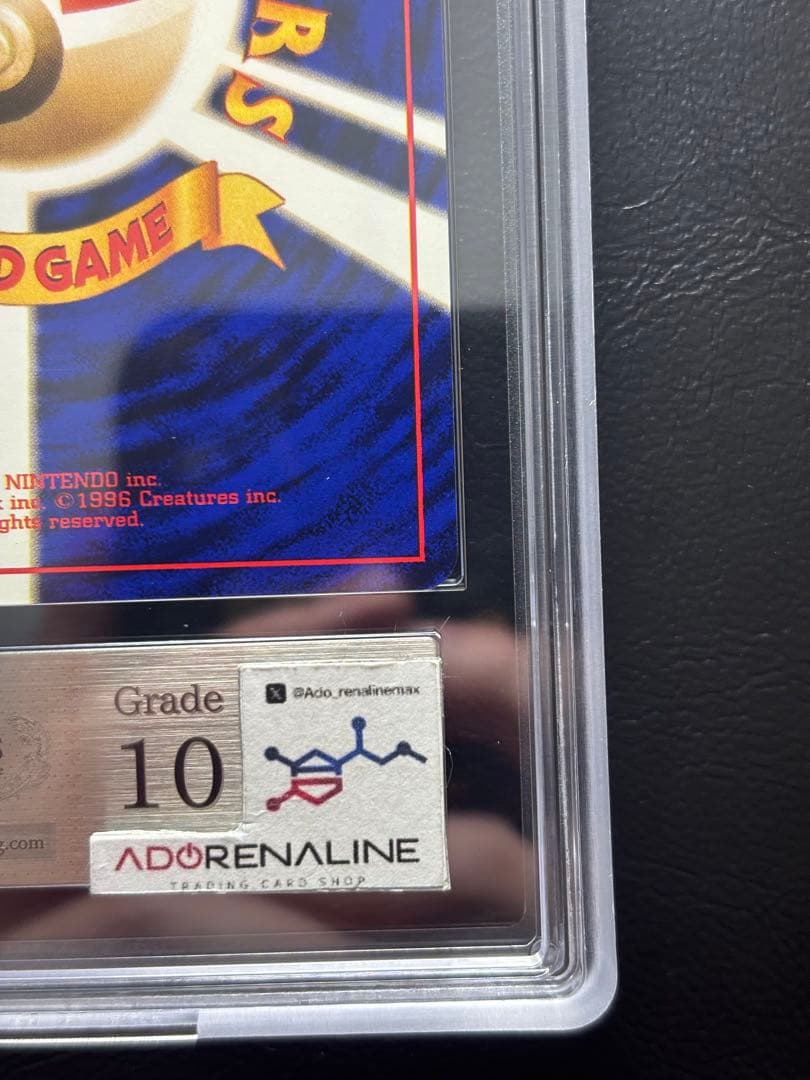 RS
D GAME
NINTENDO inc.
inc. ©1996 Creatures inc.
ghts reserved.
Grade
10
g.com
X @Ado_renalinemax
ADORENALINE
TRADING CARD SHOP